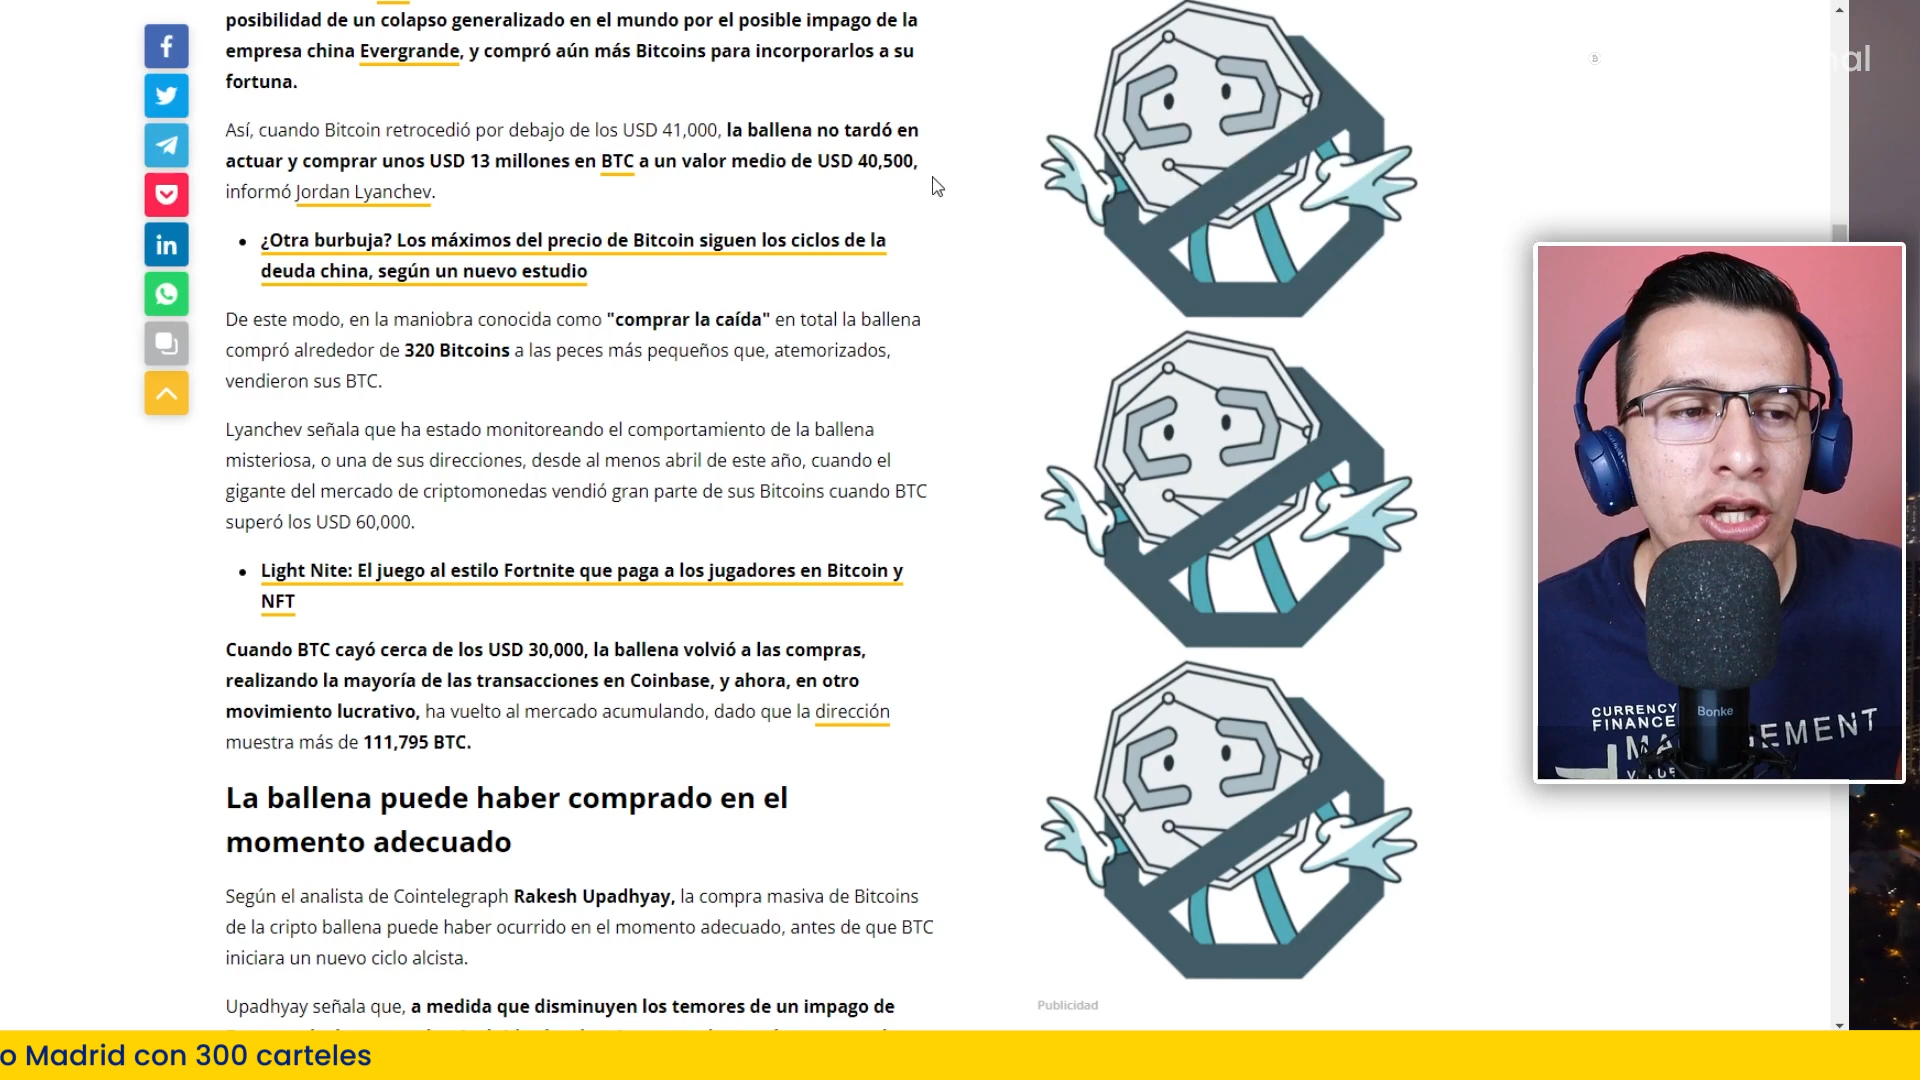 posibilidad de un colapso generalizado en el mundo por el posible impago de la
empresa china Evergrande, y compró aún más Bitcoins para incorporarlos a su
fortuna.
Así, cuando Bitcoin retrocedió por debajo de los USD 41,000, la ballena no tardó en
actuar y comprar unos USD 13 millones en BTC a un valor medio de USD 40,500,
informó Jordan Lyanchev.
¿Otra burbuja? Los máximos del precio de Bitcoin siguen los ciclos de la
deuda china, según un nuevo estudio
De este modo, en la maniobra conocida como "comprar la caída" en total la ballena
compró alrededor de 320 Bitcoins a las peces más pequeños que, atemorizados,
vendieron sus BTC.
Lyanchev señala que ha estado monitoreando el comportamiento de la ballena
misteriosa, o una de sus direcciones, desde al menos abril de este año, cuando el
gigante del mercado de criptomonedas vendió gran parte de sus Bitcoins cuando BTC
superó los USD 60,000.
Light Nite: El juego al estilo Fortnite que paga a los jugadores en Bitcoin y
NFT
Cuando BTC cayó cerca de los USD 30,000, la ballena volvió a las compras,
realizando la mayoría de las transacciones en Coinbase, y ahora, en otro
movimiento lucrativo, ha vuelto al mercado acumulando, dado que la dirección
muestra más de 111,795 BTC.
La ballena puede haber comprado en el
momento adecuado
Según el analista de Cointelegraph Rakesh Upadhyay, la compra masiva de Bitcoins
de la cripto ballena puede haber ocurrido en el momento adecuado, antes de que BTC
iniciara un nuevo ciclo alcista.
Upadhyay señala que, a medida que disminuyen los temores de un impago de
Publicidad
nal
CURRENCY
FINANCE
EMENT
Bonke
o Madrid con 300 carteles